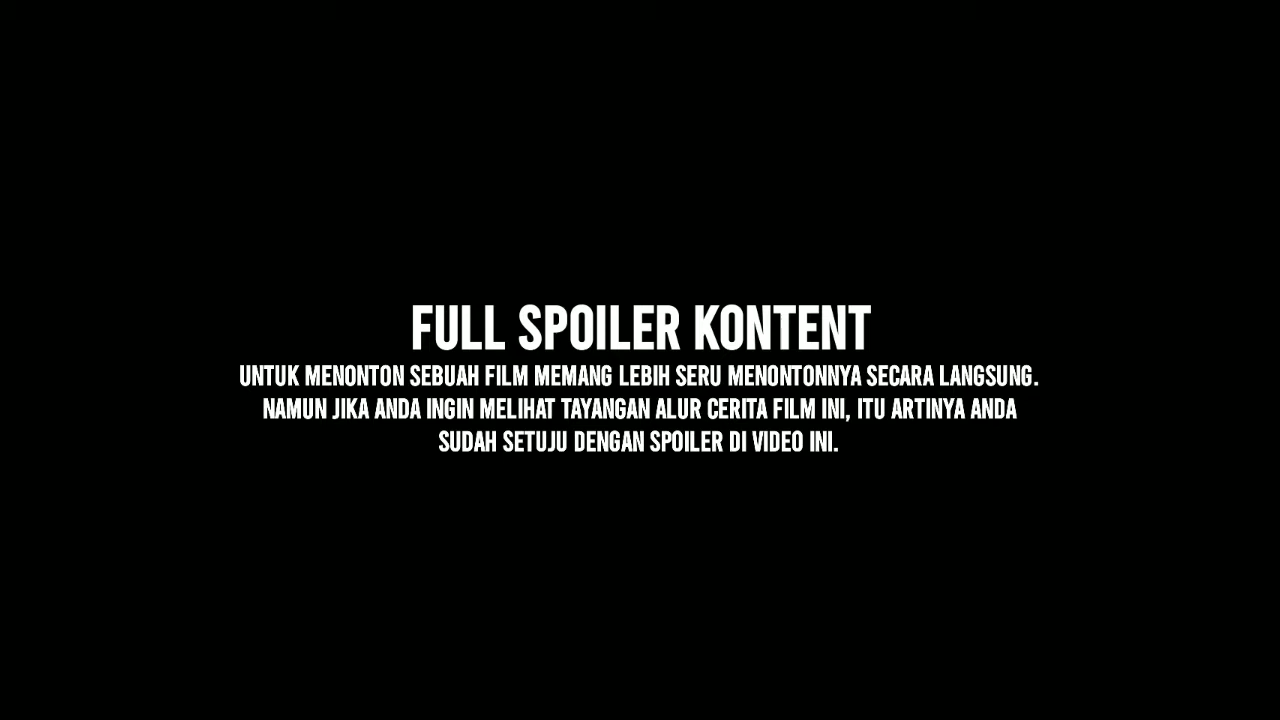 FULL SPOILER KONTENT
UNTUK MENONTON SEBUAH FILM MEMANG LEBIH SERU MENONTONNYA SECARA LANGSUNG.
NAMUN JIKA ANDA INGIN MELIHAT TAYANGAN ALUR CERITA FILM INI, ITU ARTINYA ANDA
SUDAH SETUJU DENGAN SPOILER DI VIDEO INI.